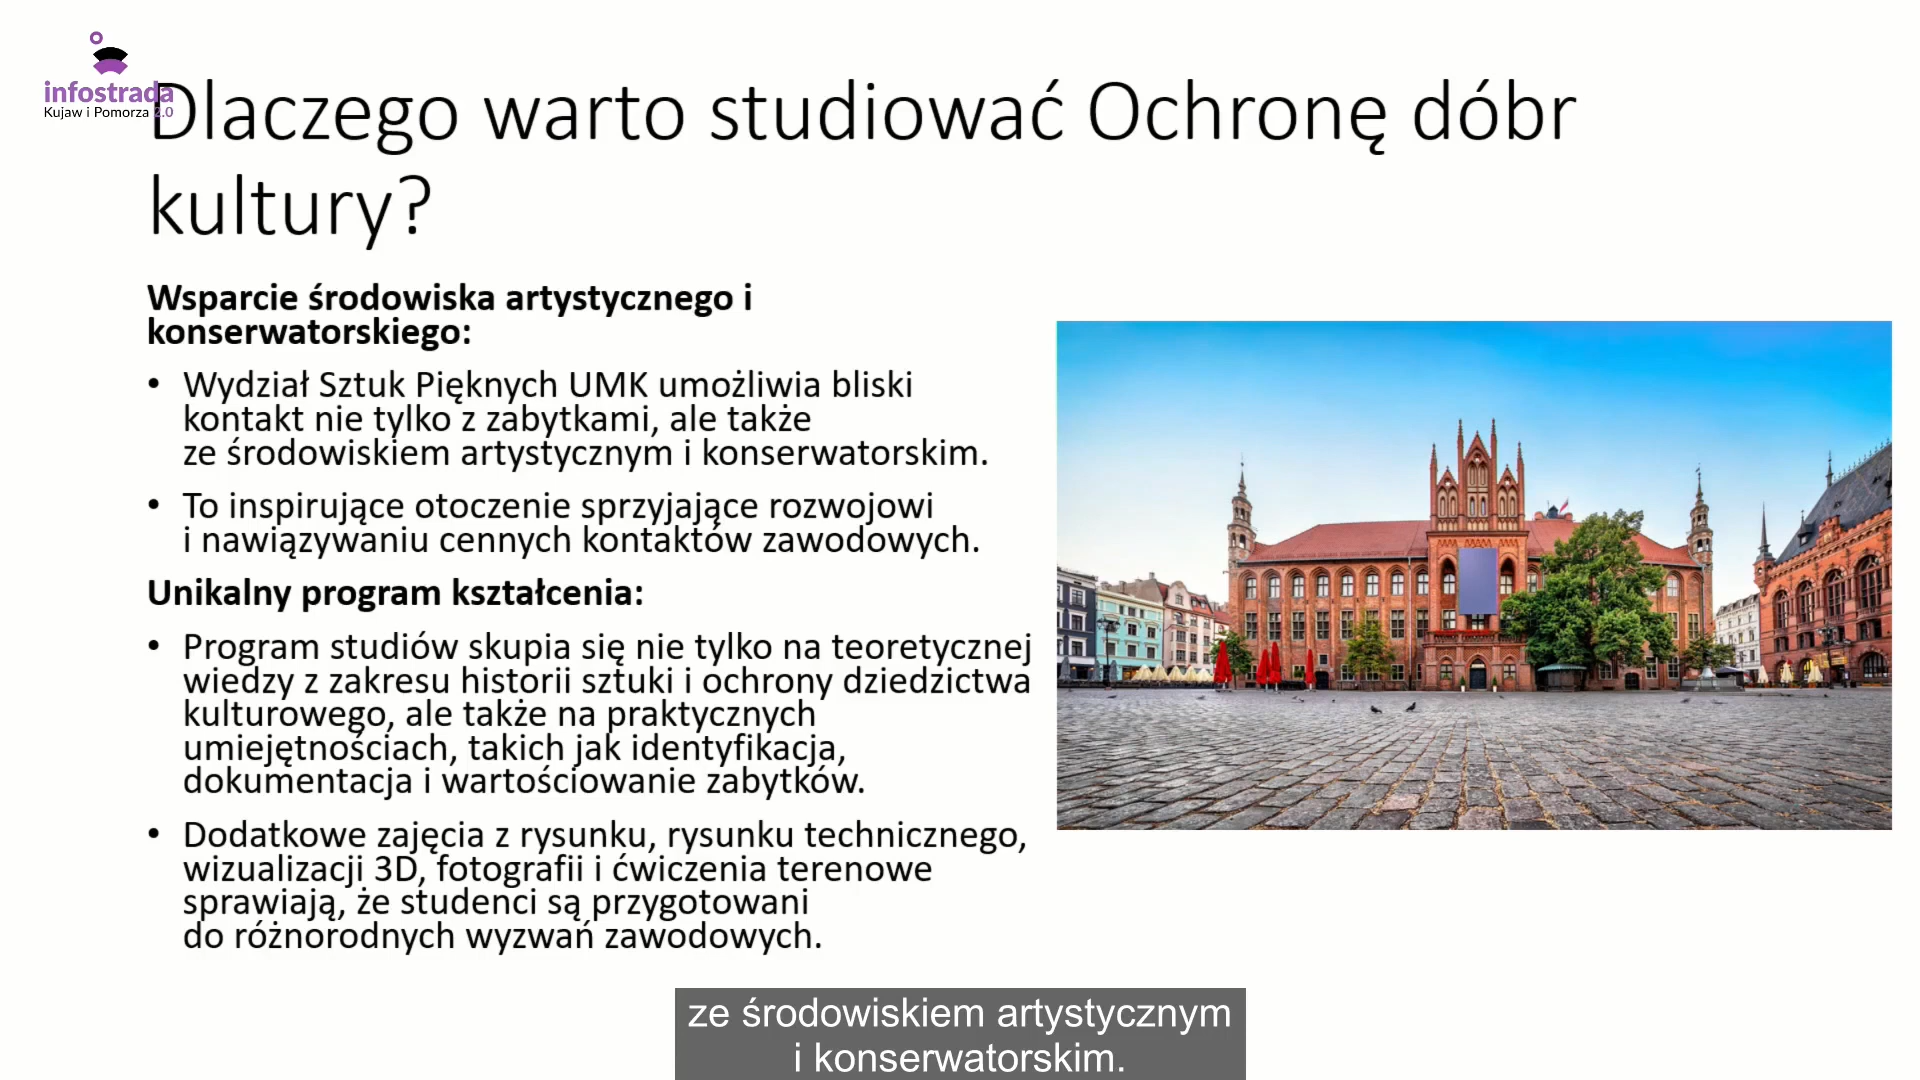 infostrada
Kujaw i Pomorza 2.0
Dlaczego warto studiować Ochronę dóbr
kultury?
Wsparcie środowiska artystycznego i
konserwatorskiego:
• Wydział Sztuk Pięknych UMK umożliwia bliski
kontakt nie tylko z zabytkami, ale także
ze środowiskiem artystycznym i konserwatorskim.
• To inspirujące otoczenie sprzyjające rozwojowi
i nawiązywaniu cennych kontaktów zawodowych.
Unikalny program kształcenia:
• Program studiów skupia się nie tylko na teoretycznej
wiedzy z zakresu historii sztuki i ochrony dziedzictwa
kulturowego, ale także na praktycznych
umiejętnościach, takich jak identyfikacja,
dokumentacja i wartościowanie zabytków.
• Dodatkowe zajęcia z rysunku, rysunku technicznego,
wizualizacji 3D, fotografii i ćwiczenia terenowe
sprawiają, że studenci są przygotowani
do różnorodnych wyzwań zawodowych.
ze środowiskiem artystycznym
i konserwatorskim.